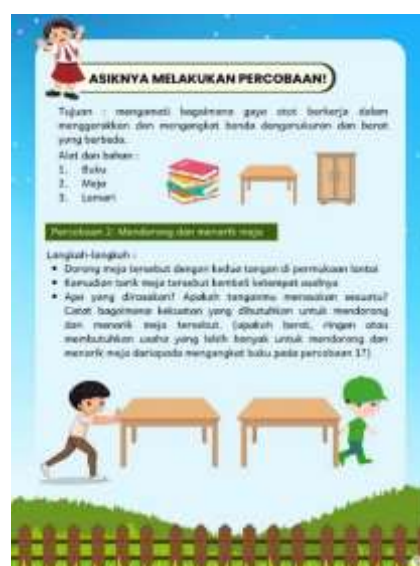 ASIKNYA MELAKUKAN PERCOBAAN!
Tujuan : mengamati bagaimana gaya otot berkerja dalam
menggerakkan dan mengangkat benda dengan ukuran dan berat
yang berbeda.
Alat dan bahan :
1. Buku
2. Meja
3. Lemari
Percobaan 2: Mendorong dan menarik meja
Langkah-langkah :
• Dorong meja tersebut dengan kedua tangan di permukaan lantai
• Kemudian tarik meja tersebut kembali ketempat asalnya
• Apa yang dirasakan? Apakah tanganmu merasakan sesuatu?
Catat bagaimana kekuatan yang dibutuhkan untuk mendorong
dan menarik meja tersebut. (apakah berat, ringan atau
membutuhkan usaha yang lebih banyak untuk mendorong dan
menarik meja daripada mengangkat buku pada percobaan 1?)